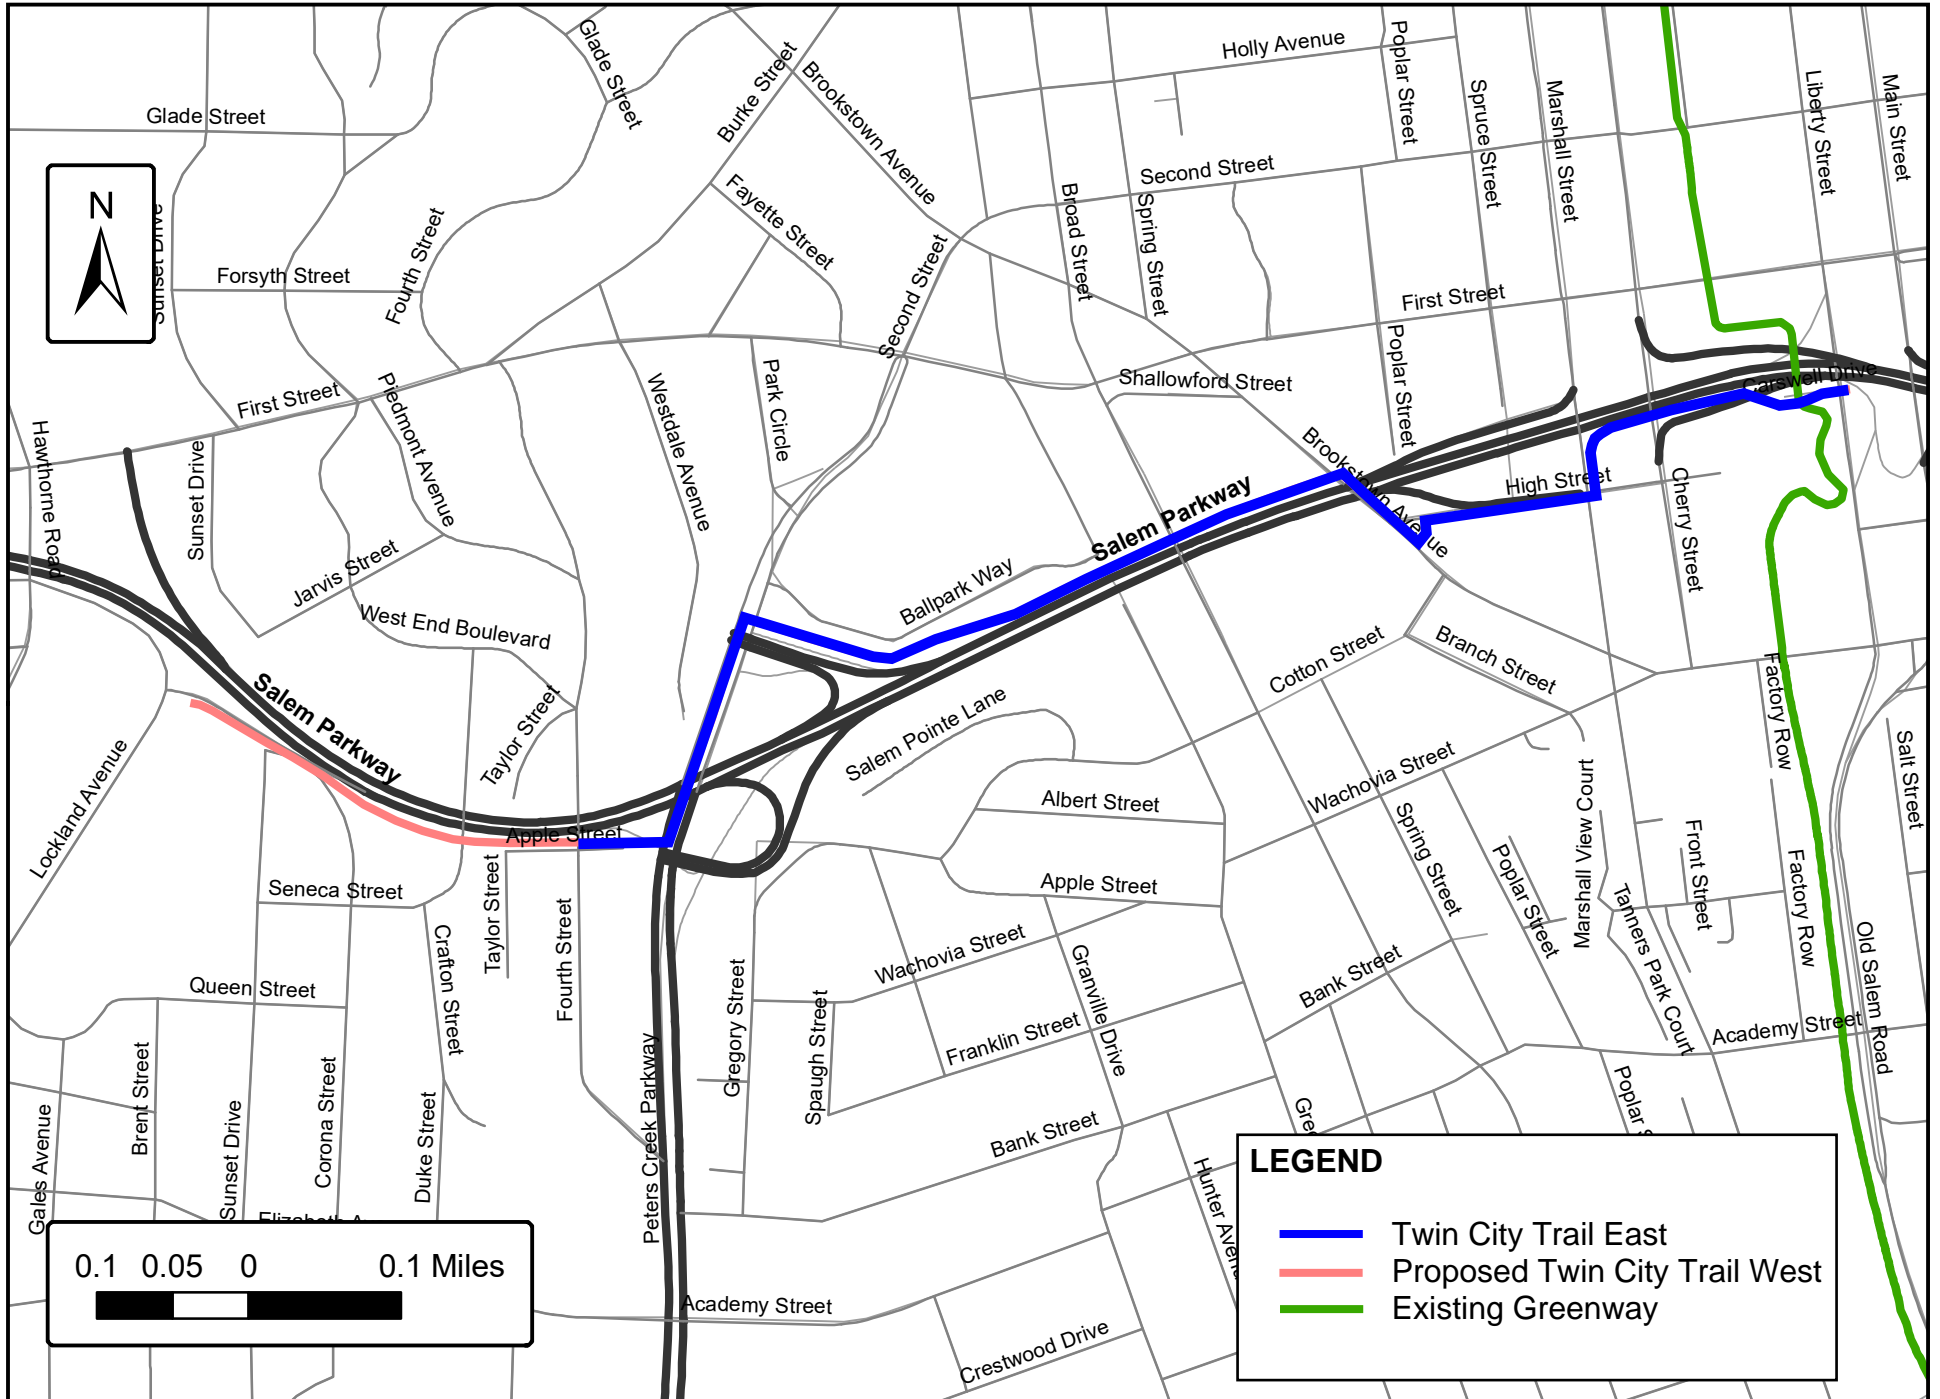 Holly Avenue
Poplar Street
Glade Street
Burke Street
Brookstown Avenue
Spruce Street
Marshall Street
Liberty Street
Main Street
Glade Street
N
Sunset Drive
Second Street
Fayette Street
Broad Street
Spring Street
Fourth Street
Forsyth Street
Second Street
First Street
Poplar Street
Shallowford Street
Carswell Drive
Park Circle
Westdale Avenue
Piedmont Avenue
First Street
Hawthorne Road
Sunset Drive
Brookstown Avenue
High Street
Cherry Street
Salem Parkway
Jarvis Street
Ballpark Way
West End Boulevard
Cotton Street
Branch Street
Factory Row
Salem Parkway
Taylor Street
Salem Pointe Lane
Wachovia Street
Salt Street
Lockland Avenue
Albert Street
Apple Street
Marshall View Court
Spring Street
Poplar Street
Front Street
Factory Row
Seneca Street
Taylor Street
Apple Street
Tanners Park Court
Fourth Street
Crafton Street
Wachovia Street
Granville Drive
Bank Street
Old Salem Road
Queen Street
Gregory Street
Spaugh Street
Franklin Street
Academy Street
Brent Street
Corona Street
Peters Creek Parkway
Gales Avenue
Sunset Drive
Duke Street
Bank Street
Poplar S
Gree
Hunter Avenu
Elizabeth A
Academy Street
Crestwood Drive
0.1 0.05 0 0.1 Miles
LEGEND
Twin City Trail East
Proposed Twin City Trail West
Existing Greenway